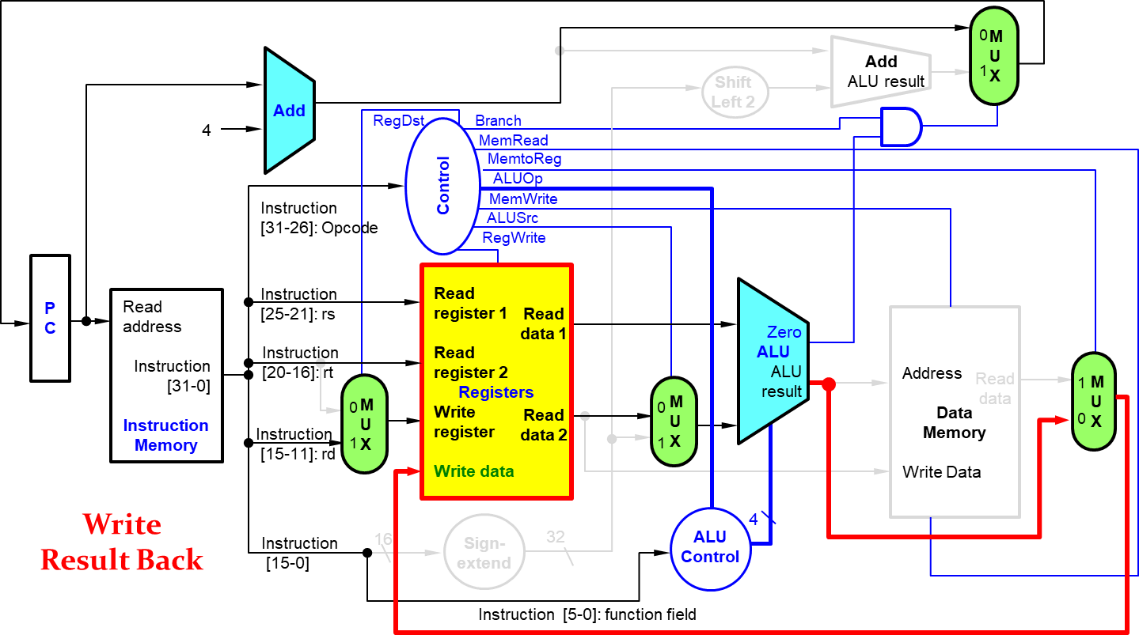 0 M
U
1 X
Add
ALU result
Shift
Left 2
Add
4
RegDst
Branch
MemRead
MemtoReg
ALUOp
MemWrite
ALUSrc
RegWrite
Control
Instruction
[31-26]: Opcode
P
C
Read
address
Instruction
[31-0]
Instruction
Memory
Instruction
[25-21]: rs
Instruction
[20-16]: rt
Instruction
[15-11]: rd
0 M
U
1 X
Read
register 1
Read
data 1
Read
register 2
Registers
Write
register
Read
data 2
Write data
0 M
U
1 X
Zero
ALU
ALU
result
Address
Read
data
Data
Memory
Write Data
1 M
U
0 X
Write
Result Back
Instruction
[15-0]
16
Sign-
extend
32
ALU
Control
4
Instruction [5-0]: function field